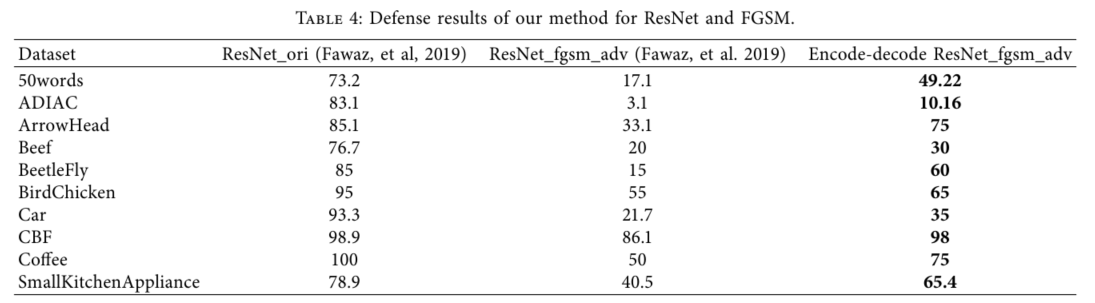 TABLE 4: Defense results of our method for ResNet and FGSM.
Dataset ResNet_ori (Fawaz, et al, 2019) ResNet_fgsm_adv (Fawaz, et al. 2019) Encode-decode ResNet_fgsm_adv
50words 73.2 17.1 49.22
ADIAC 83.1 3.1 10.16
ArrowHead 85.1 33.1 75
Beef 76.7 20 30
BeetleFly 85 15 60
BirdChicken 95 55 65
Car 93.3 21.7 35
CBF 98.9 86.1 98
Coffee 100 50 75
SmallKitchenAppliance 78.9 40.5 65.4